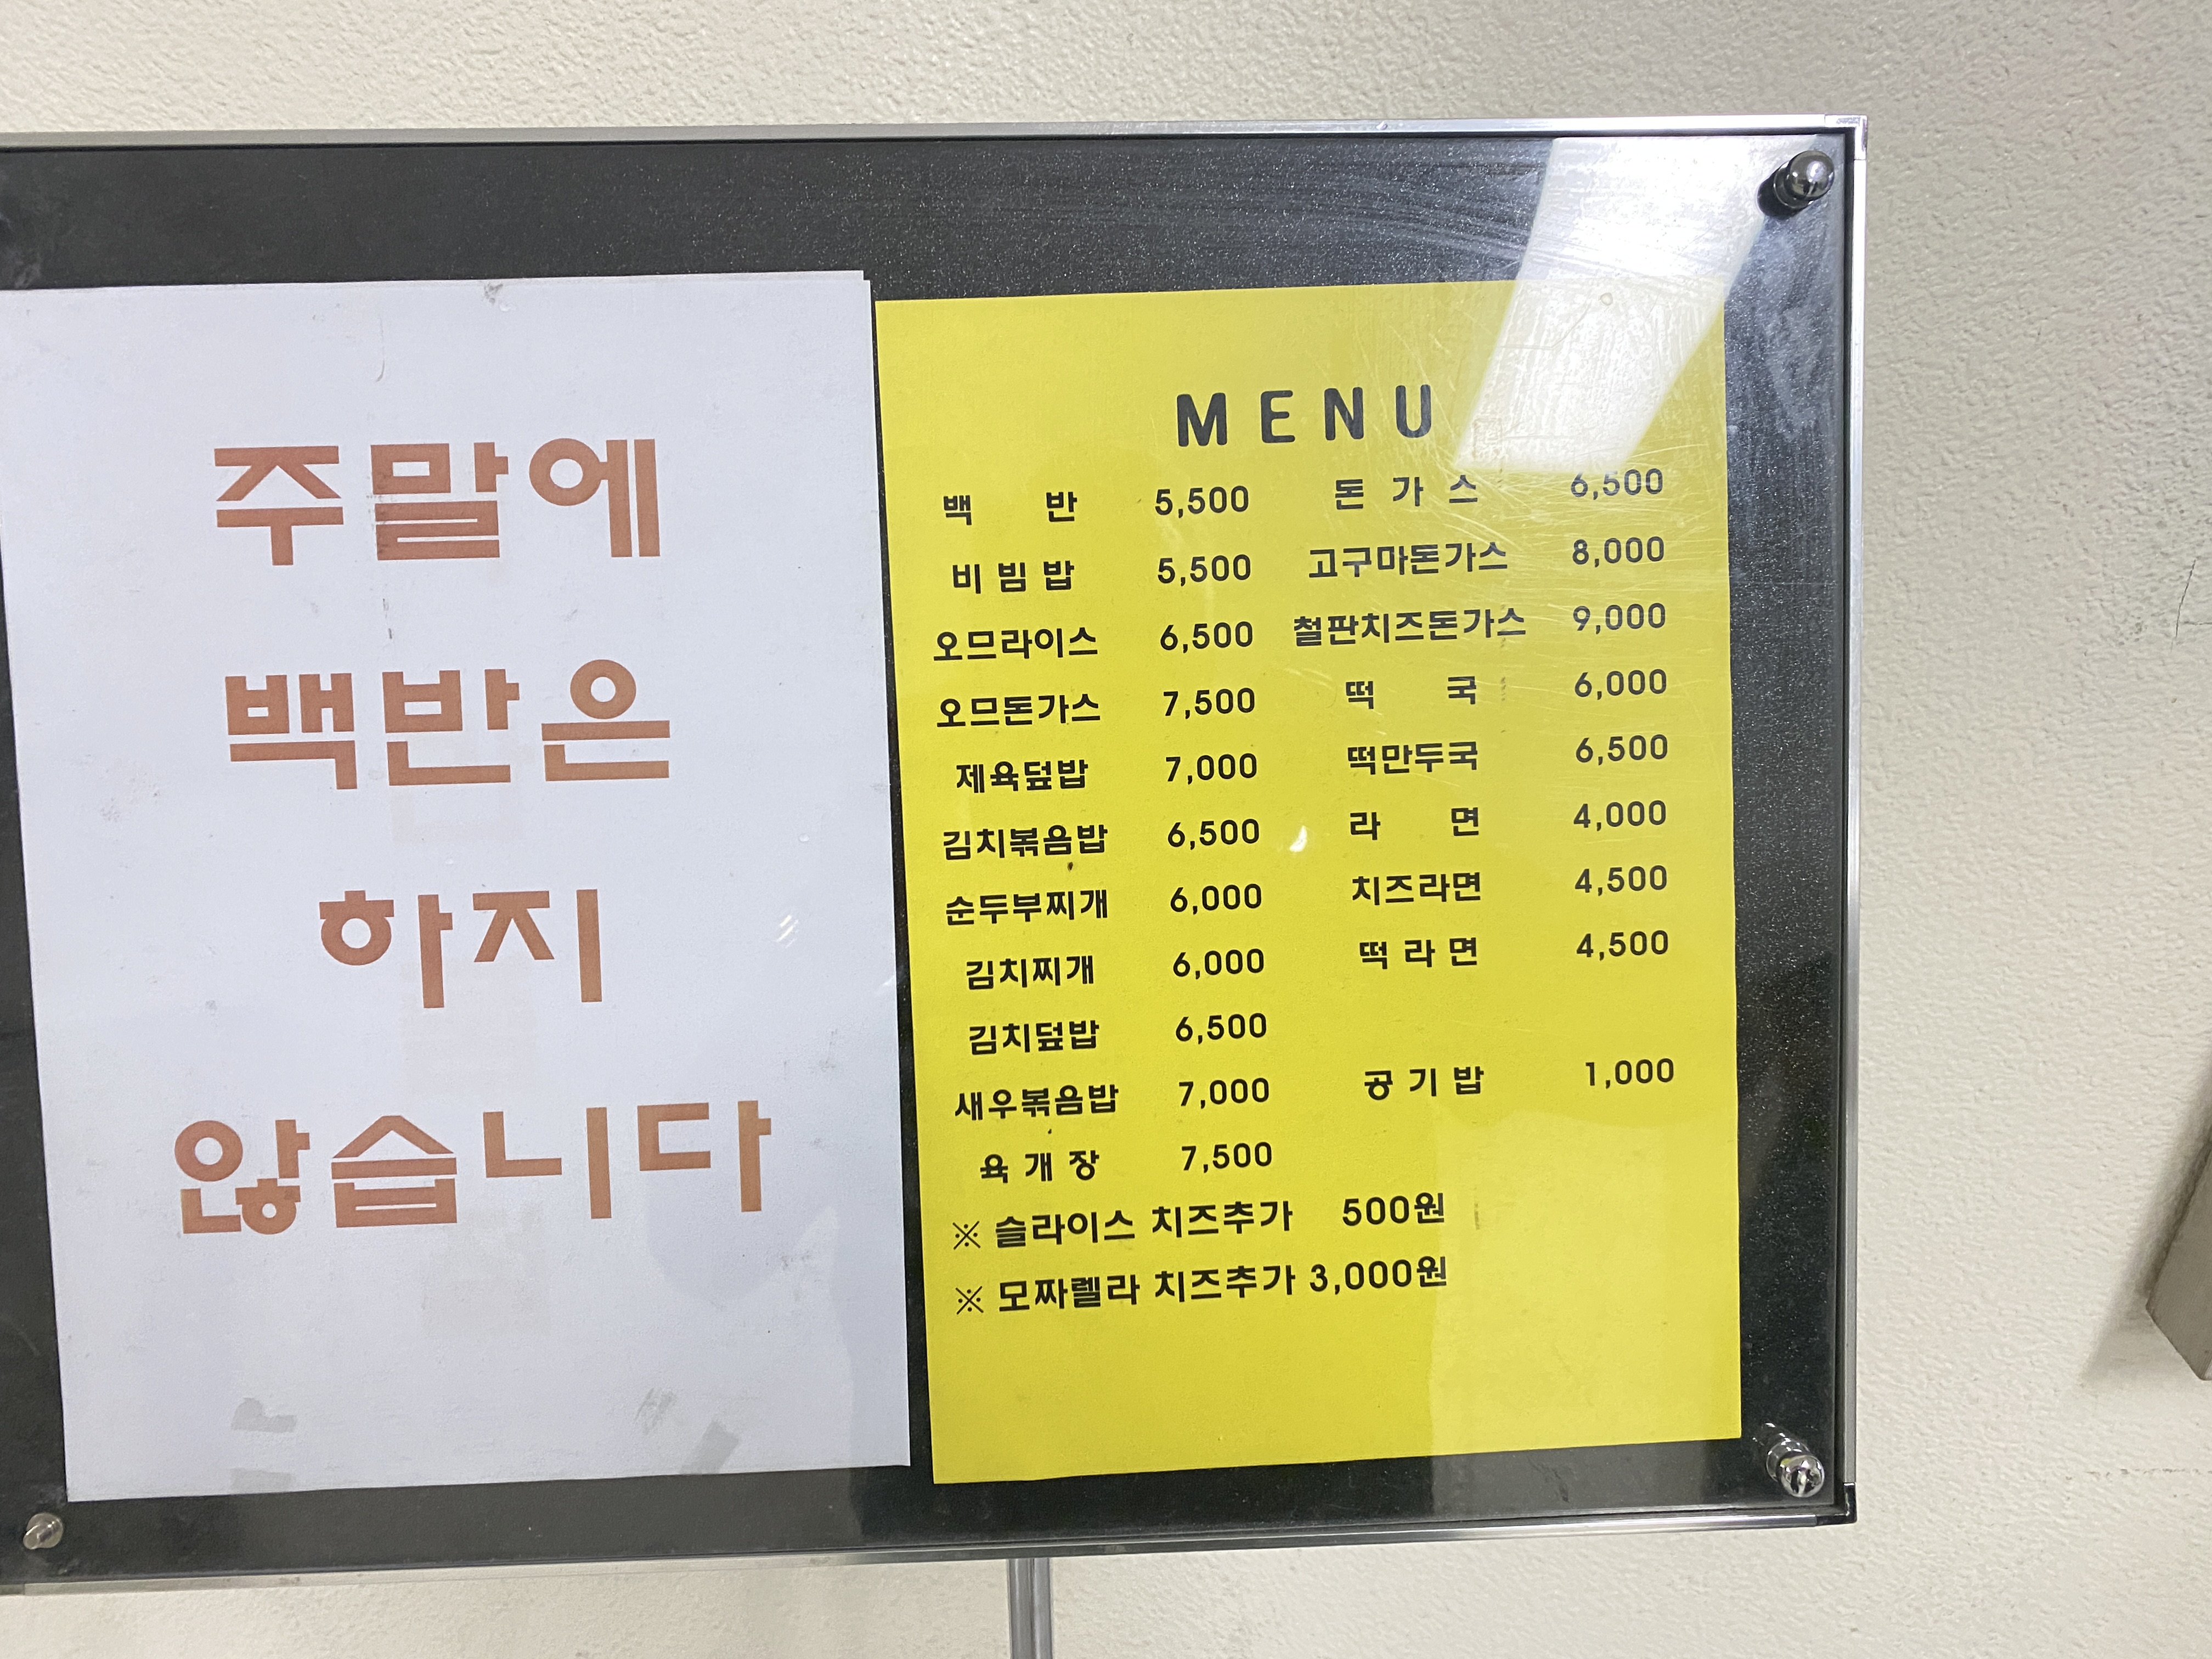 주말에
백반은
하지
않습니다
MENU
백 반 5,500 돈 가 스 6,500
비 빔 밥 5,500 고구마돈가스 8,000
오므라이스 6,500 철판치즈돈가스 9,000
오므돈가스 7,500 떡 국 6,000
제육덮밥 7,000 떡만두국 6,500
김치볶음밥 6,500 라 면 4,000
순두부찌개 6,000 치즈라면 4,500
김치찌개 6,000 떡 라 면 4,500
김치덮밥 6,500
새우볶음밥 7,000 공 기 밥 1,000
육 개 장 7,500
※ 슬라이스 치즈추가 500원
※ 모짜렐라 치즈추가 3,000원